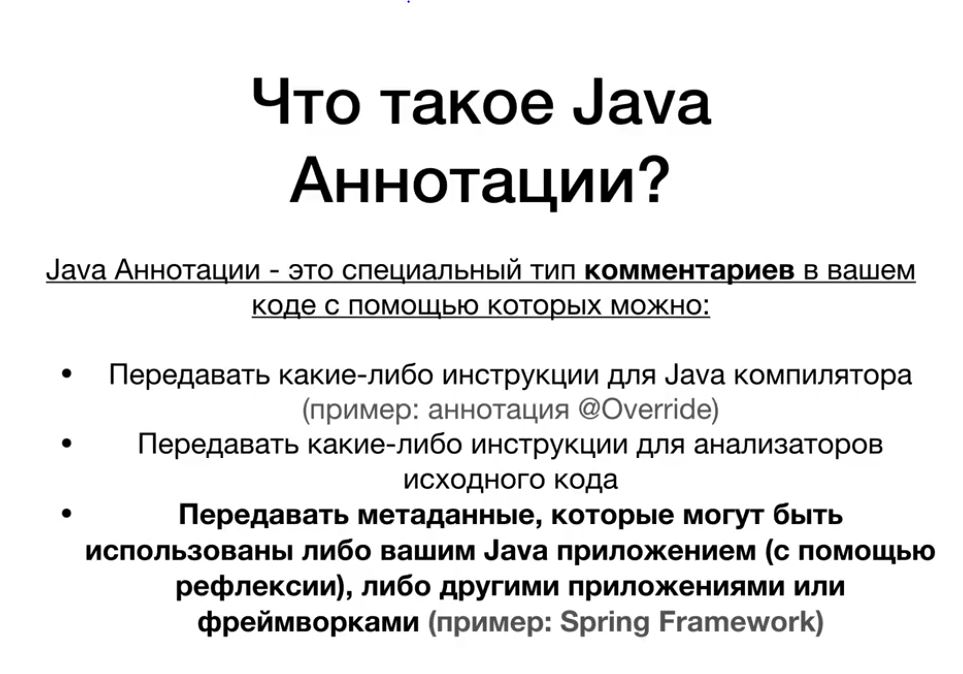 Что такое Java
Аннотации?
Java Аннотации - это специальный тип комментариев в вашем
коде с помощью которых можно:
• Передавать какие-либо инструкции для Java компилятора
(пример: аннотация @Override)
• Передавать какие-либо инструкции для анализаторов
исходного кода
• Передавать метаданные, которые могут быть
использованы либо вашим Java приложением (с помощью
рефлексии), либо другими приложениями или
фреймворками (пример: Spring Framework)